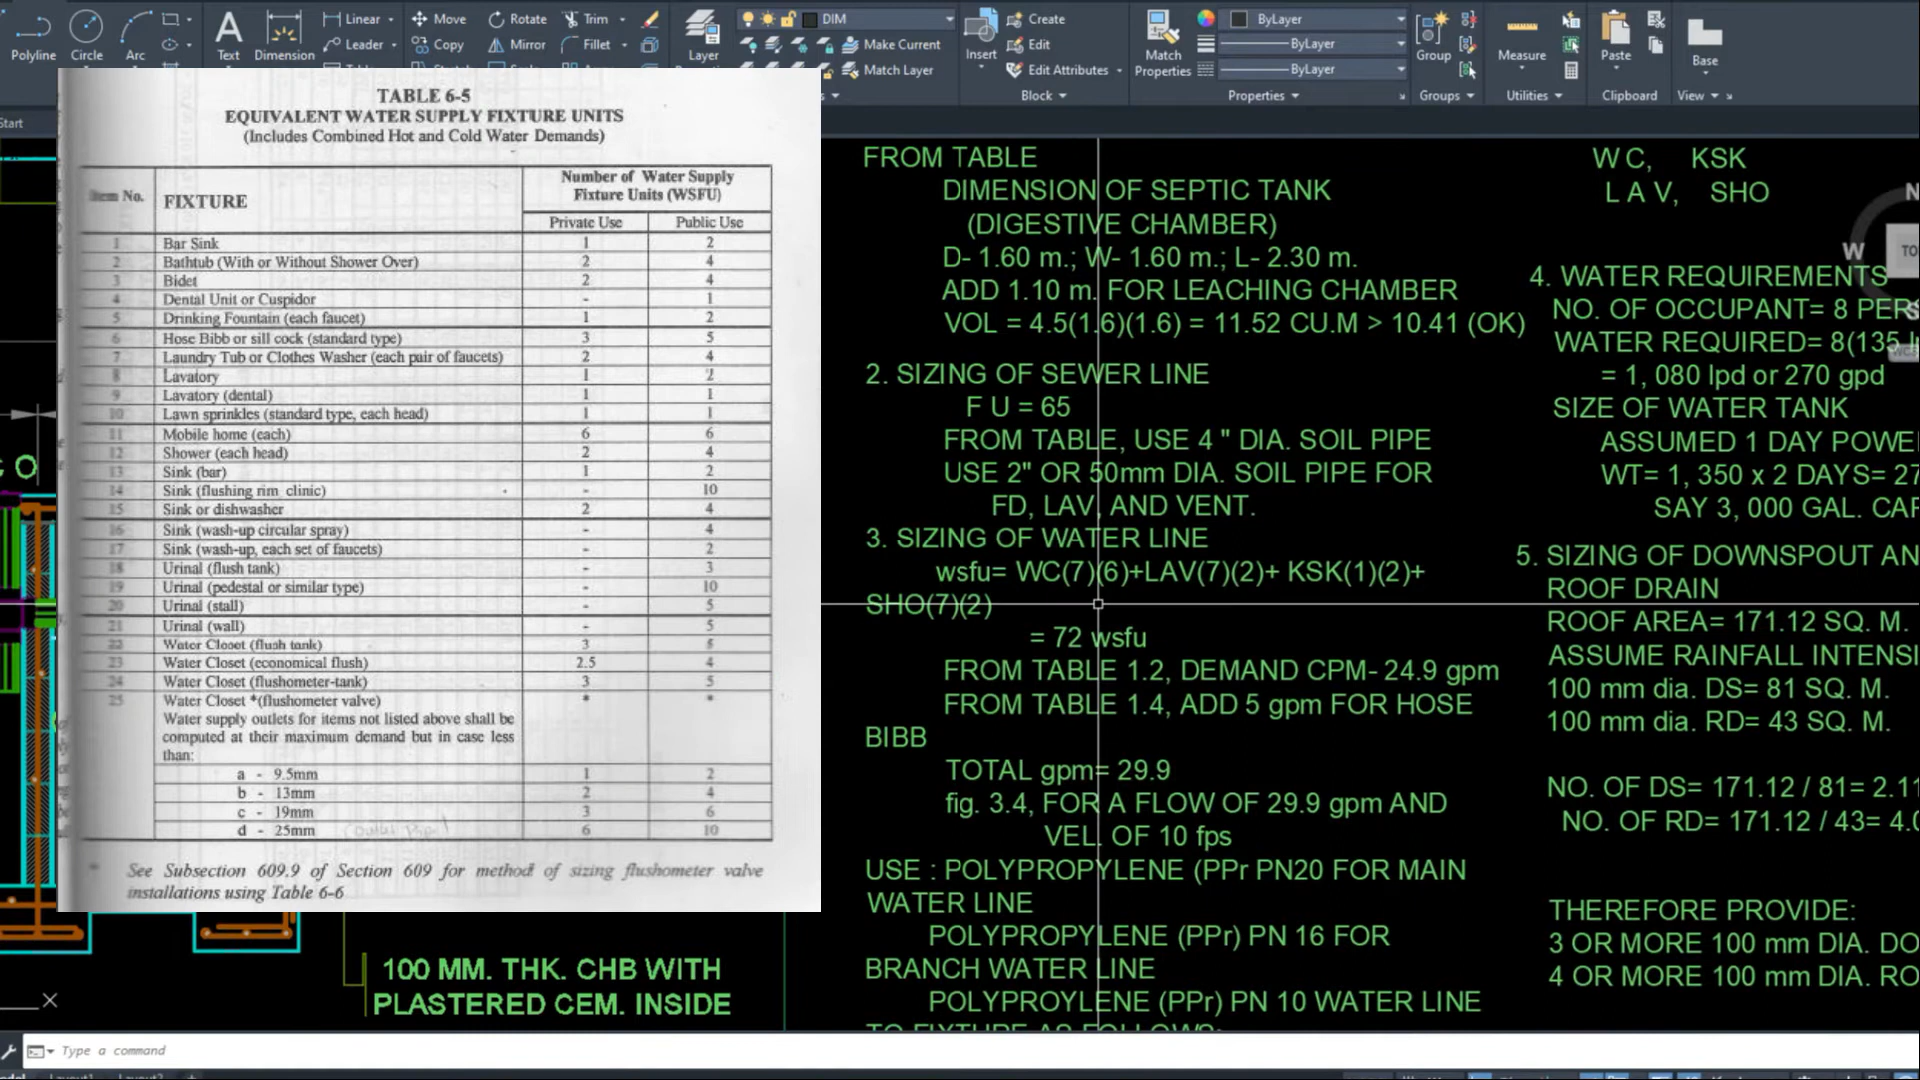 Polyline
Circle
Arc
Text
Dimension
Linear
Leader
Move
Copy
Rotate
Mirror
Trim
Fillet
Layer
DIM
Make Current
Match Layer
Insert
Create
Edit
Edit Attributes
Block
Match
Properties
ByLayer
ByLayer
ByLayer
Properties
Group
Groups
Measure
Utilities
Paste
Clipboard
Base
View
Start
TABLE 6-5
EQUIVALENT WATER SUPPLY FIXTURE UNITS
(Includes Combined Hot and Cold Water Demands)
Item No. FIXTURE Number of Water Supply
Fixture Units (WSFU)
Private Use Public Use
1 Bar Sink 1 2
2 Bathtub (With or Without Shower Over) 2 4
3 Bidet 2 4
4 Dental Unit or Cuspidor - 1
5 Drinking Fountain (each faucet) 1 2
6 Hose Bibb or sill cock (standard type) 3 5
7 Laundry Tub or Clothes Washer (each pair of faucets) 2 4
8 Lavatory 1 2
9 Lavatory (dental) 1 1
10 Lawn sprinkles (standard type, each head) 1 1
11 Mobile home (each) 6 6
12 Shower (each head) 2 4
13 Sink (bar) 1 2
14 Sink (flushing rim, clinic) - 10
15 Sink or dishwasher 2 4
16 Sink (wash-up circular spray) - 4
17 Sink (wash-up, each set of faucets) - 2
18 Urinal (flush tank) - 3
19 Urinal (pedestal or similar type) - 10
20 Urinal (stall) - 5
21 Urinal (wall) - 5
22 Water Closet (flush tank) 3 5
23 Water Closet (economical flush) 2.5 4
24 Water Closet (flushometer-tank) 3 5
25 Water Closet *(flushometer valve) * *
Water supply outlets for items not listed above shall be
computed at their maximum demand but in case less
than:
a - 9.5mm 1 2
b - 13mm 2 4
c - 19mm 3 6
d - 25mm 6 10
* See Subsection 609.9 of Section 609 for method of sizing flushometer valve
installations using Table 6-6
100 MM. THK. CHB WITH
PLASTERED CEM. INSIDE
FROM TABLE
DIMENSION OF SEPTIC TANK
(DIGESTIVE CHAMBER)
D- 1.60 m.; W- 1.60 m.; L- 2.30 m.
ADD 1.10 m. FOR LEACHING CHAMBER
VOL = 4.5(1.6)(1.6) = 11.52 CU.M > 10.41 (OK)
2. SIZING OF SEWER LINE
F U = 65
FROM TABLE, USE 4 " DIA. SOIL PIPE
USE 2" OR 50mm DIA. SOIL PIPE FOR
FD, LAV, AND VENT.
3. SIZING OF WATER LINE
wsfu= WC(7)(6)+LAV(7)(2)+ KSK(1)(2)+
SHO(7)(2)
= 72 wsfu
FROM TABLE 1.2, DEMAND CPM- 24.9 gpm
FROM TABLE 1.4, ADD 5 gpm FOR HOSE
BIBB
TOTAL gpm= 29.9
fig. 3.4, FOR A FLOW OF 29.9 gpm AND
VEL. OF 10 fps
USE : POLYPROPYLENE (PPr PN20 FOR MAIN
WATER LINE
POLYPROPYLENE (PPr) PN 16 FOR
BRANCH WATER LINE
POLYPROYLENE (PPr) PN 10 WATER LINE
TO FIXTURE AS FOLLOWS:
W C, KSK
L A V, SHO
4. WATER REQUIREMENTS
NO. OF OCCUPANT= 8 PER
WATER REQUIRED= 8(135
= 1, 080 lpd or 270 gpd
SIZE OF WATER TANK
ASSUMED 1 DAY POWE
WT= 1, 350 x 2 DAYS= 27
SAY 3, 000 GAL. CAP
5. SIZING OF DOWNSPOUT AN
ROOF DRAIN
ROOF AREA= 171.12 SQ. M.
ASSUME RAINFALL INTENSI
100 mm dia. DS= 81 SQ. M.
100 mm dia. RD= 43 SQ. M.
NO. OF DS= 171.12 / 81= 2.11
NO. OF RD= 171.12 / 43= 4.0
THEREFORE PROVIDE:
3 OR MORE 100 mm DIA. DO
4 OR MORE 100 mm DIA. RO
N
W
TO
Type a command